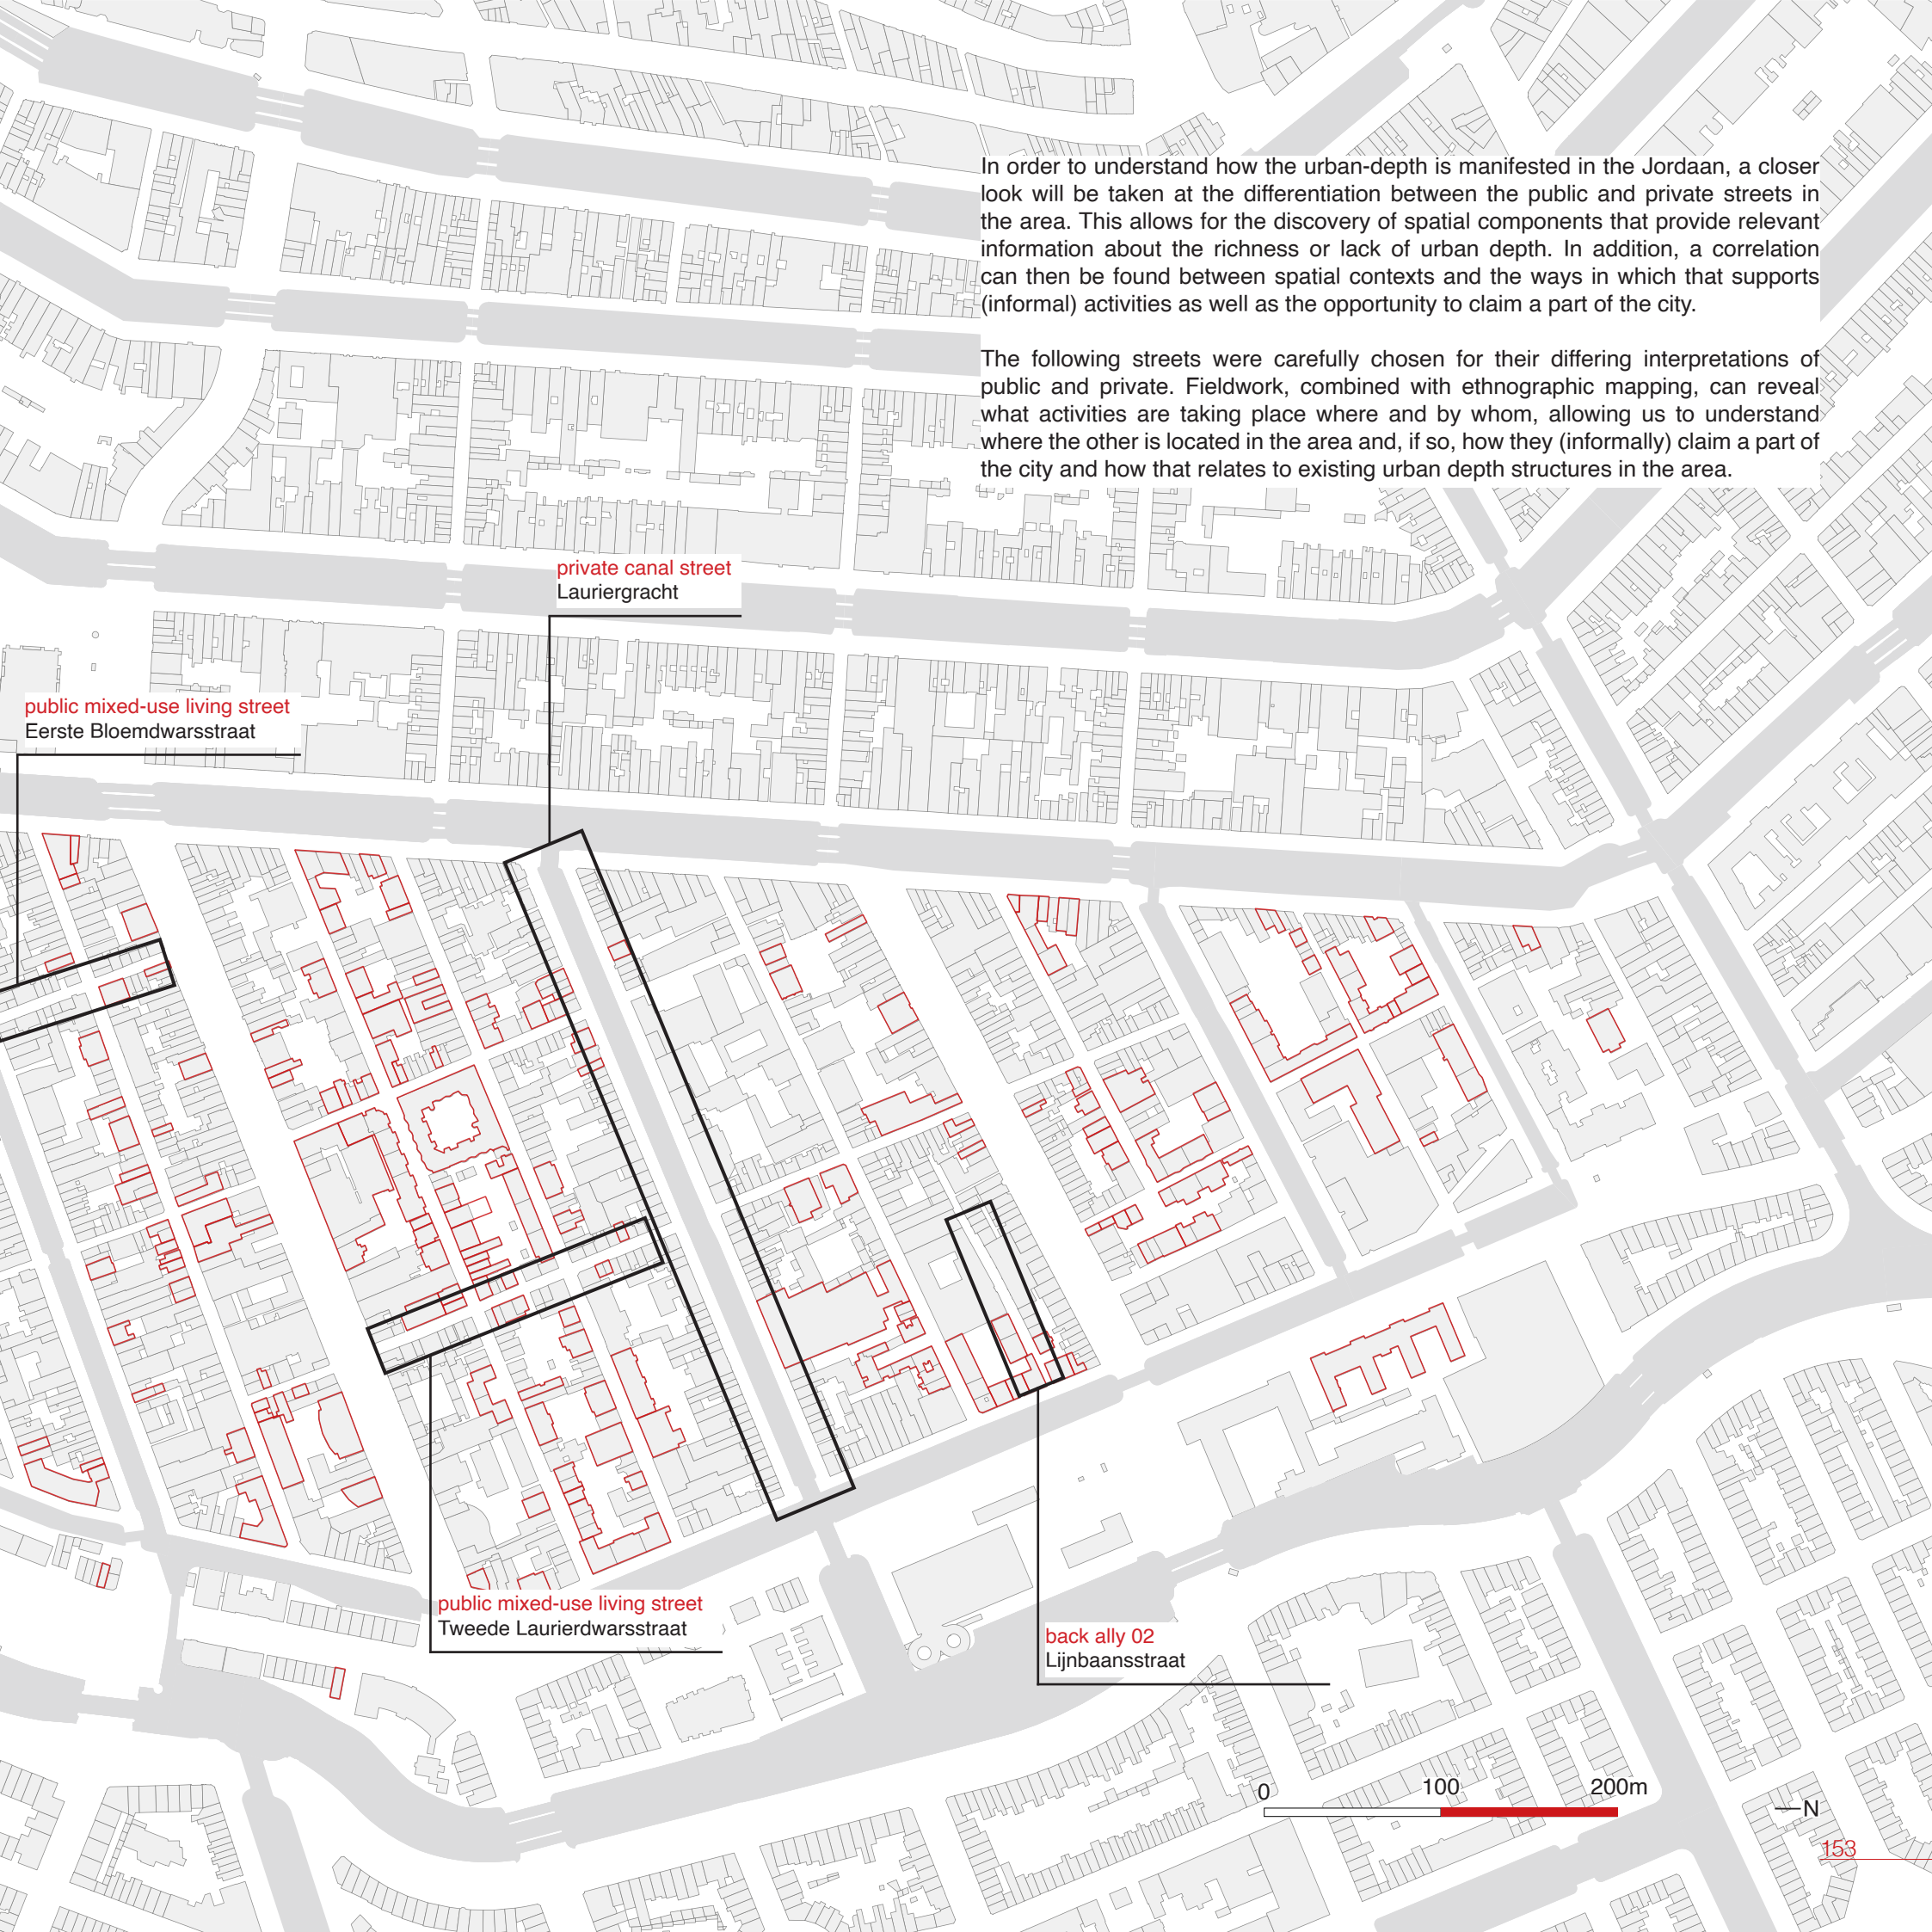 In order to understand how the urban-depth is manifested in the Jordaan, a closer
look will be taken at the differentiation between the public and private streets in
the area. This allows for the discovery of spatial components that provide relevant
information about the richness or lack of urban depth. In addition, a correlation
can then be found between spatial contexts and the ways in which that supports
(informal) activities as well as the opportunity to claim a part of the city.
The following streets were carefully chosen for their differing interpretations of
public and private. Fieldwork, combined with ethnographic mapping, can reveal
what activities are taking place where and by whom, allowing us to understand
where the other is located in the area and, if so, how they (informally) claim a part of
the city and how that relates to existing urban depth structures in the area.
private canal street
Lauriergracht
public mixed-use living street
Eerste Bloemdwarsstraat
public mixed-use living street
Tweede Laurierdwarsstraat
back ally 02
Lijnbaansstraat
0 100 200m
N
153